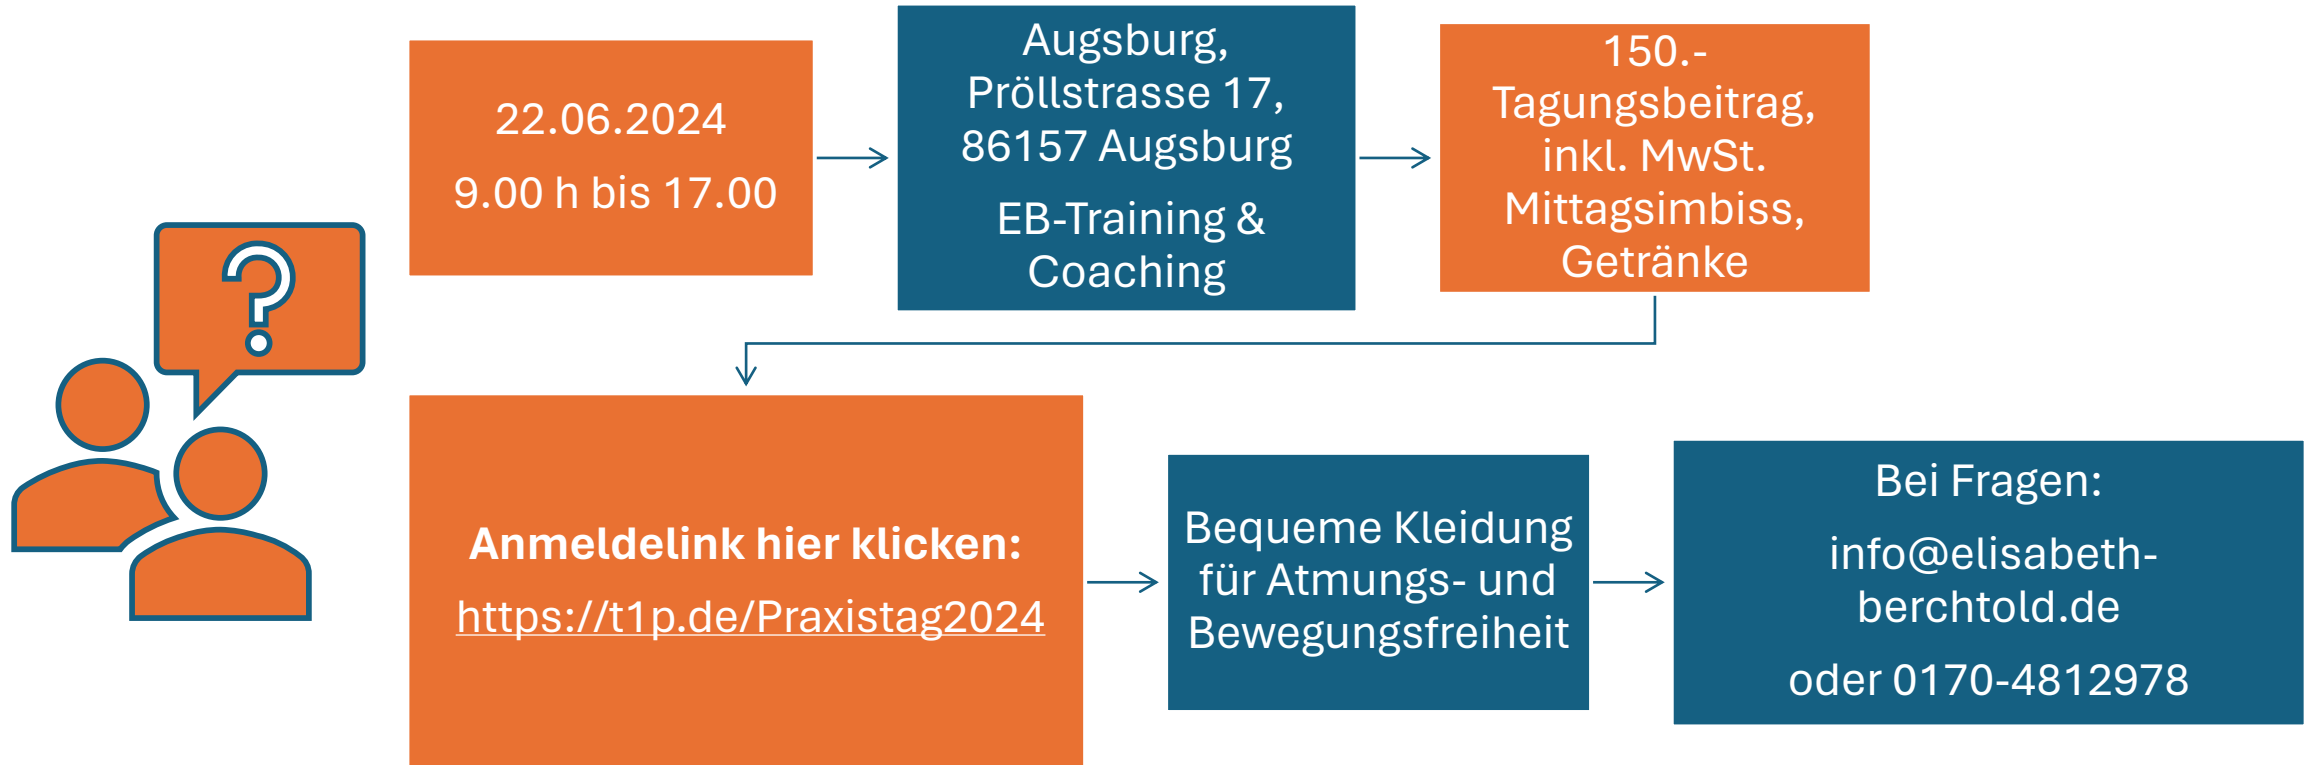 22.06.2024
9.00 h bis 17.00
Augsburg,
Pröllstrasse 17,
86157 Augsburg
EB-Training &
Coaching
150.-
Tagungsbeitrag,
inkl. MwSt.
Mittagsimbiss,
Getränke
?
Anmeldelink hier klicken:
https://t1p.de/Praxistag2024
Bequeme Kleidung
für Atmungs- und
Bewegungsfreiheit
Bei Fragen:
info@elisabeth-
berchtold.de
oder 0170-4812978